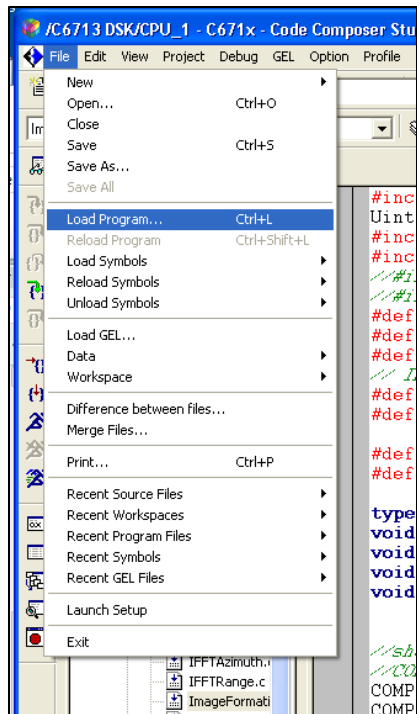 /C6713 DSK/CPU_1 - C671x - Code Composer Stu
File Edit View Project Debug GEL Option Profile
New
Open... Ctrl+O
Close
Save Ctrl+S
Save As...
Save All
Load Program... Ctrl+L
Reload Program Ctrl+Shift+L
Load Symbols
Reload Symbols
Unload Symbols
Load GEL...
Data
Workspace
Difference between files...
Merge Files...
Print... Ctrl+P
Recent Source Files
Recent Workspaces
Recent Program Files
Recent Symbols
Recent GEL Files
Launch Setup
Exit
Im
#inc
Uint
#inc
#inc
//#i
//#i
#def
#def
#def
// I
#def
#def
#def
#def
type
void
void
void
void
//sh
//CO
COMP
COMP
IFFTAzimuth.
IFFTRange.c
ImageFormati